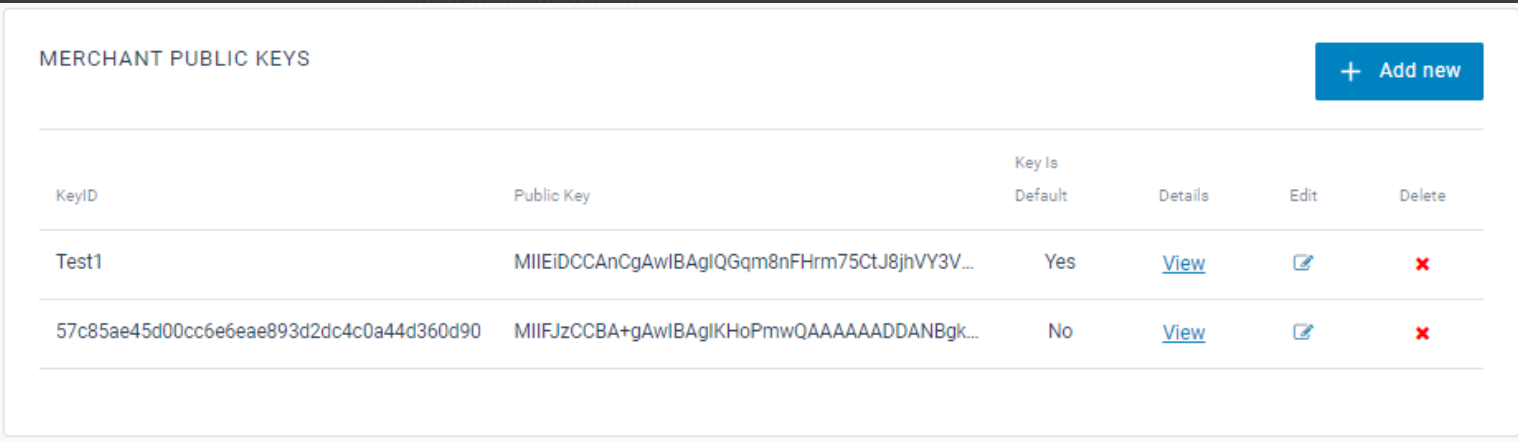 MERCHANT PUBLIC KEYS
+ Add new
Key Is
KeyID Public Key Default Details Edit Delete
Test1 MIIEiDCCAnCgAwIBAgIQGqm8nFHrm75CtJ8jhVY3V... Yes View
57c85ae45d00cc6e6eae893d2dc4c0a44d360d90 MIIFJzCCBA+gAwIBAgIKHoPmwQAAAAAADDANBgk... No View